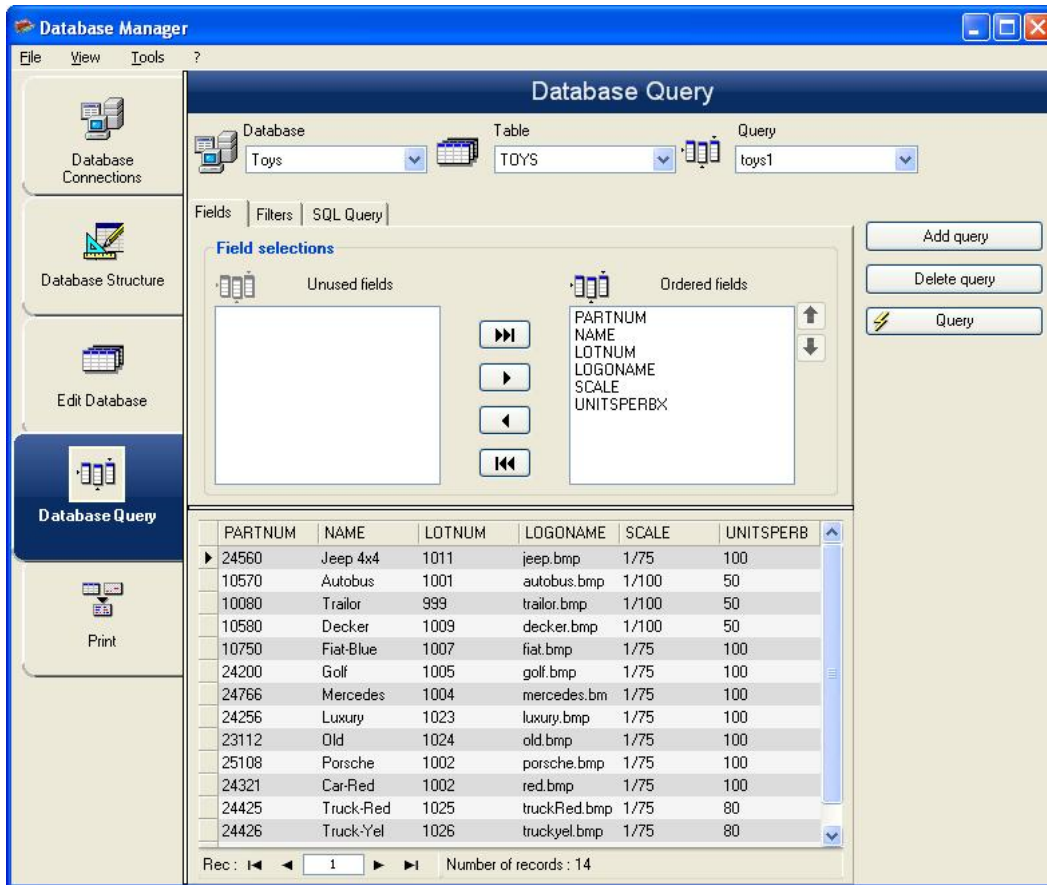 Database Manager
File View Tools ?
Database Connections
Database Structure
Edit Database
Database Query
Print
Database Query
Database Table Query
Toys TOYS toys1
Fields Filters SQL Query
Field selections
Unused fields Ordered fields
PARTNUM
NAME
LOTNUM
LOGONAME
SCALE
UNITSPERBX
Add query
Delete query
Query
PARTNUM NAME LOTNUM LOGONAME SCALE UNITSPERB
24560 Jeep 4x4 1011 jeep.bmp 1/75 100
10570 Autobus 1001 autobus.bmp 1/100 50
10080 Trailor 999 trailor.bmp 1/100 50
10580 Decker 1009 decker.bmp 1/100 50
10750 Fiat-Blue 1007 fiat.bmp 1/75 100
24200 Golf 1005 golf.bmp 1/75 100
24766 Mercedes 1004 mercedes.bm 1/75 100
24256 Luxury 1023 luxury.bmp 1/75 100
23112 Old 1024 old.bmp 1/75 100
25108 Porsche 1002 porsche.bmp 1/75 100
24321 Car-Red 1002 red.bmp 1/75 100
24425 Truck-Red 1025 truckRed.bmp 1/75 80
24426 Truck-Yel 1026 truckyel.bmp 1/75 80
Rec : 1 Number of records : 14